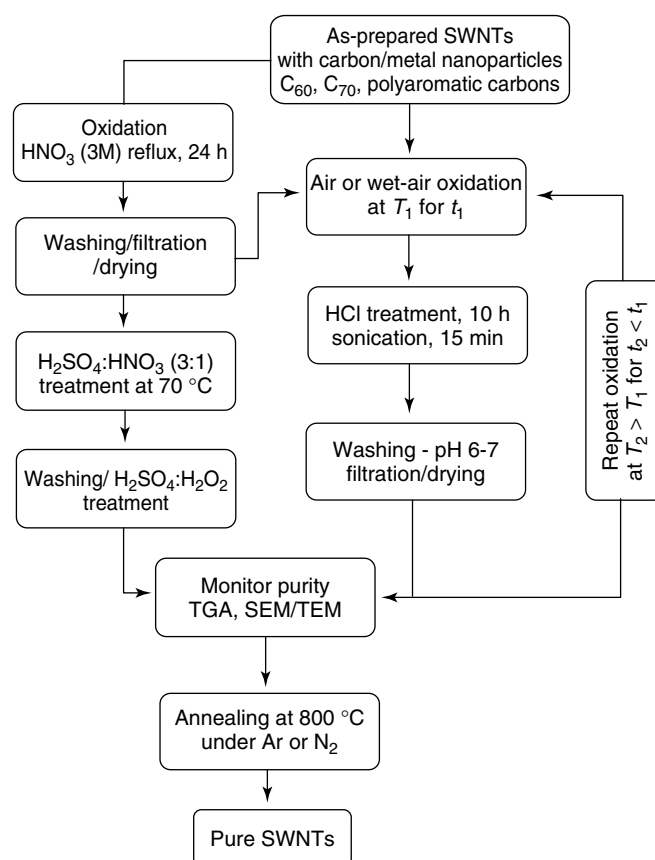 As-prepared SWNTs
with carbon/metal nanoparticles
C₆₀, C₇₀, polyaromatic carbons
Oxidation
HNO₃ (3M) reflux, 24 h
Air or wet-air oxidation
at T₁ for t₁
Washing/filtration
/drying
HCl treatment, 10 h
sonication, 15 min
H₂SO₄:HNO₃ (3:1)
treatment at 70 °C
Repeat oxidation
at T₂ > T₁ for t₂ < t₁
Washing/ H₂SO₄:H₂O₂
treatment
Washing - pH 6-7
filtration/drying
Monitor purity
TGA, SEM/TEM
Annealing at 800 °C
under Ar or N₂
Pure SWNTs